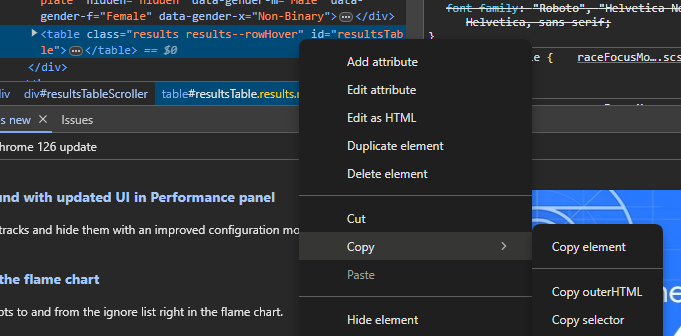 plate" hidden="hidden" data-gender-m="Male" data-
gender-f="Female" data-gender-x="Non-Binary">…</div>
<table class="results results--rowHover" id="resultsTab
le">…</table> == $0
</div>
div
div#resultsTableScroller
table#resultsTable.results.r
s new
Issues
hrome 126 update
und with updated UI in Performance panel
tracks and hide them with an improved configuration mo
the flame chart
pts to and from the ignore list right in the flame chart.
font-family: "Roboto", "Helvetica Ne
Helvetica, sans serif;
}
le {
raceFocusMo….scs
Add attribute
Edit attribute
Edit as HTML
Duplicate element
Delete element
Cut
Copy
Paste
Hide element
Copy element
Copy outerHTML
Copy selector
ne